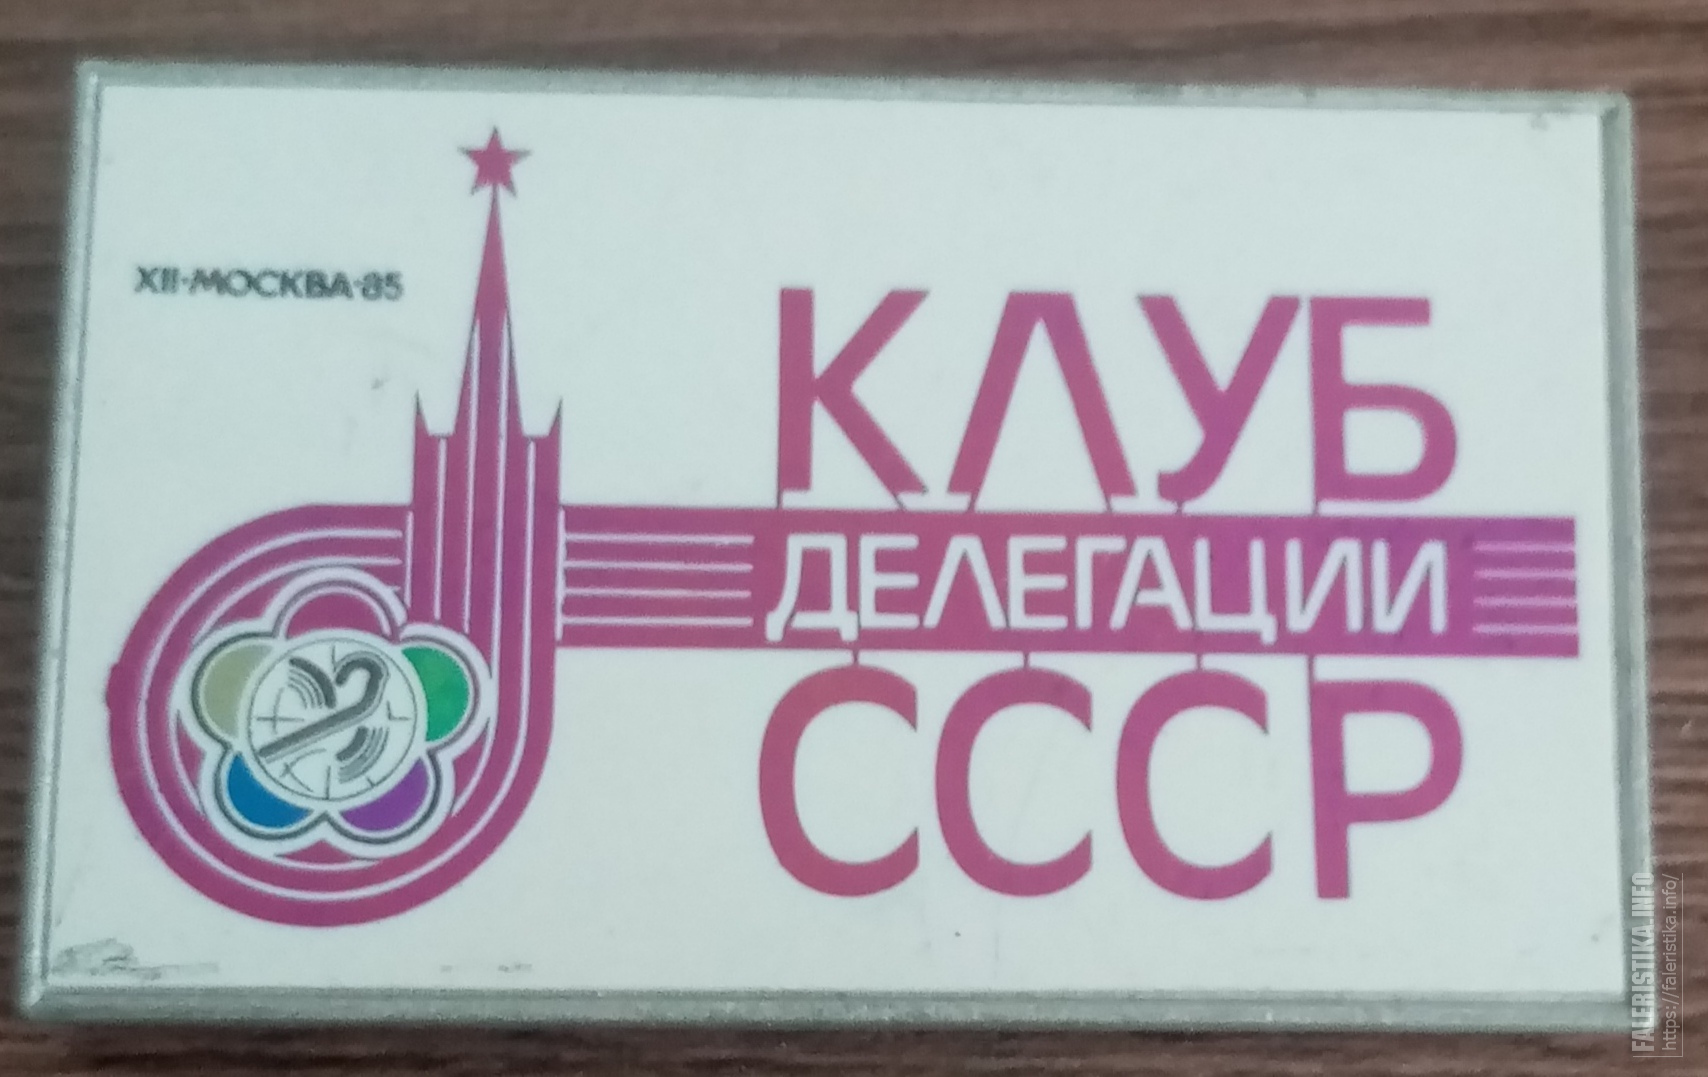 XII·МОСКВА·85
КЛУБ
ДЕЛЕГАЦИИ
СССР
FALERISTIKA.INFO
https://faleristika.info/